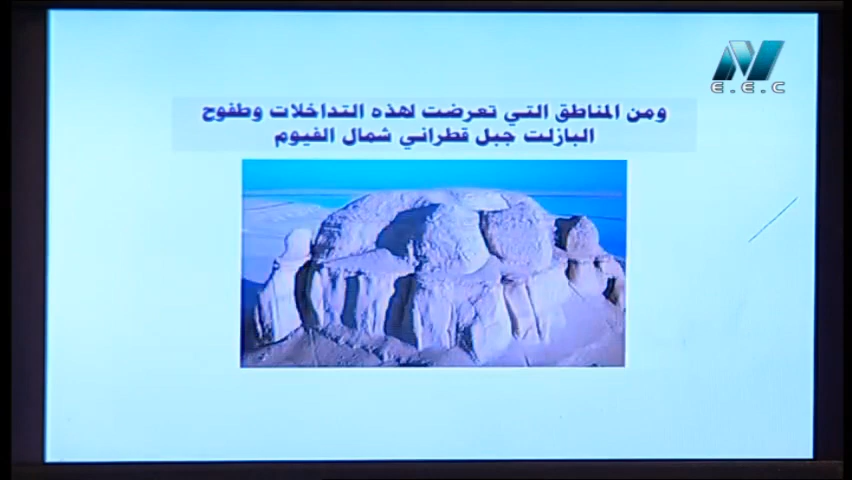 ومن المناطق التي تعرضت لهذه التداخلات وطفوح
البازلت جبل قطراني شمال الفيوم
E.E.C